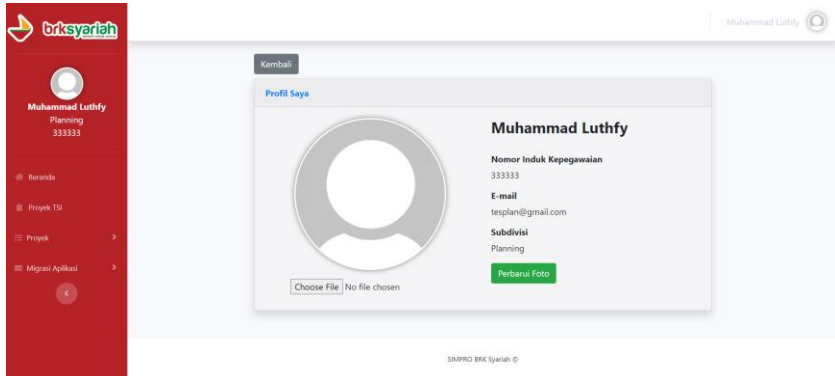 brksyariah
Muhammad Luthfy
Planning
333333
Beranda
Proyek TSI
Proyek
Migrasi Aplikasi
Muhammad Luthfy
Kembali
Profil Saya
Muhammad Luthfy
Nomor Induk Kepegawaian
333333
E-mail
tesplan@gmail.com
Subdivisi
Planning
Perbarui Foto
Choose File No file chosen
SIMPRO BRK Syariah ©